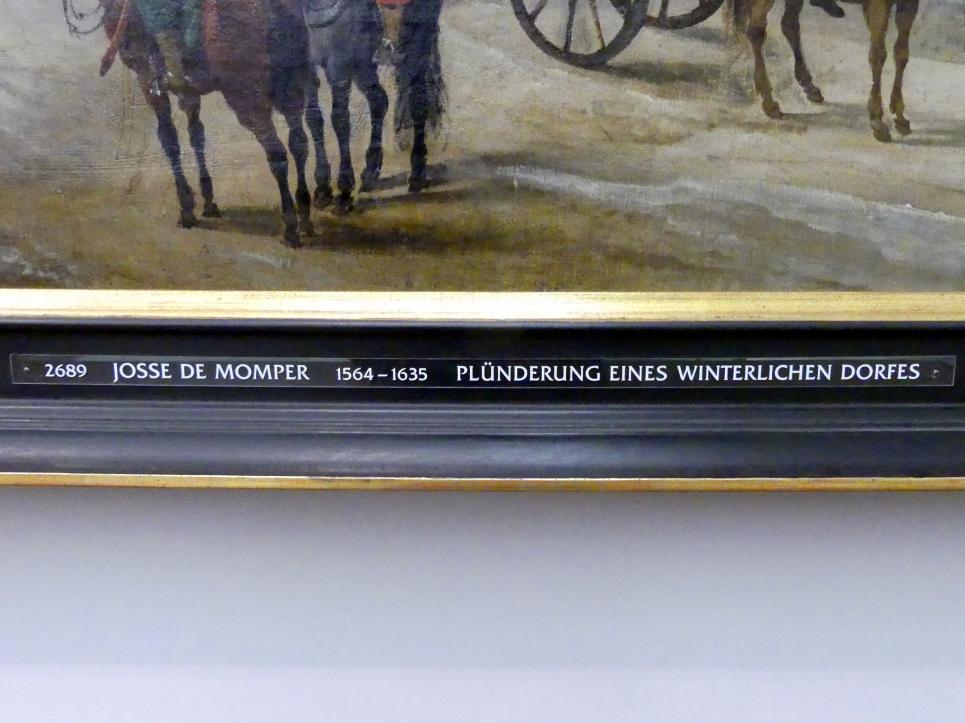 2689 JOSSE DE MOMPER 1564–1635 PLÜNDERUNG EINES WINTERLICHEN DORFES